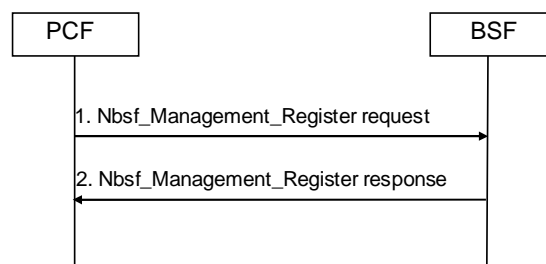 PCF
BSF
1. Nbsf_Management_Register request
2. Nbsf_Management_Register response